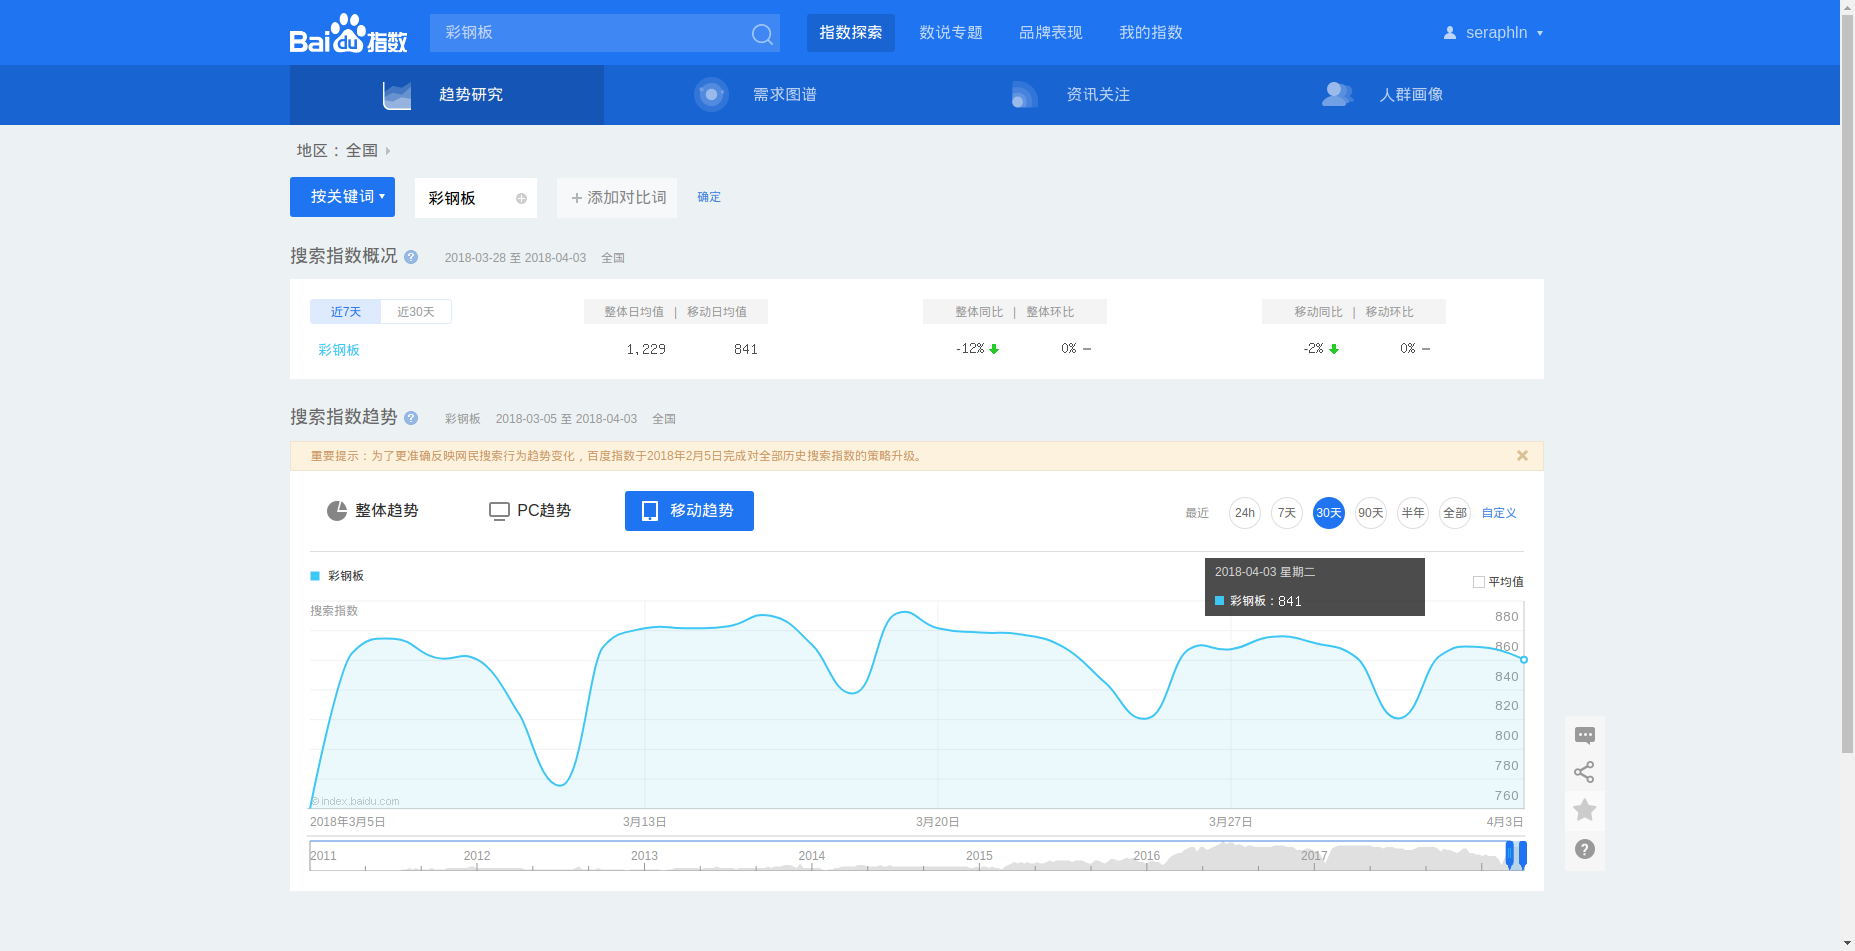 Bai du 指数
彩钢板
指数探索 数说专题 品牌表现 我的指数
seraphln
趋势研究 需求图谱 资讯关注 人群画像
地区：全国
按关键词 彩钢板 + 添加对比词 确定
搜索指数概况 ? 2018-03-28 至 2018-04-03 全国
近7天 近30天 整体日均值 | 移动日均值 整体同比 | 整体环比 移动同比 | 移动环比
彩钢板 1,229 841 -12% 0% -2% 0%
搜索指数趋势 ? 彩钢板 2018-03-05 至 2018-04-03 全国
重要提示：为了更准确反映网民搜索行为趋势变化，百度指数于2018年2月5日完成对全部历史搜索指数的策略升级。
整体趋势 PC趋势 移动趋势 最近 24h 7天 30天 90天 半年 全部 自定义
2018-04-03 星期二
彩钢板：841
彩钢板
平均值
搜索指数
880
860
840
820
800
780
760
© index.baidu.com
2018年3月5日 3月13日 3月20日 3月27日 4月3日
2011 2012 2013 2014 2015 2016 2017
?